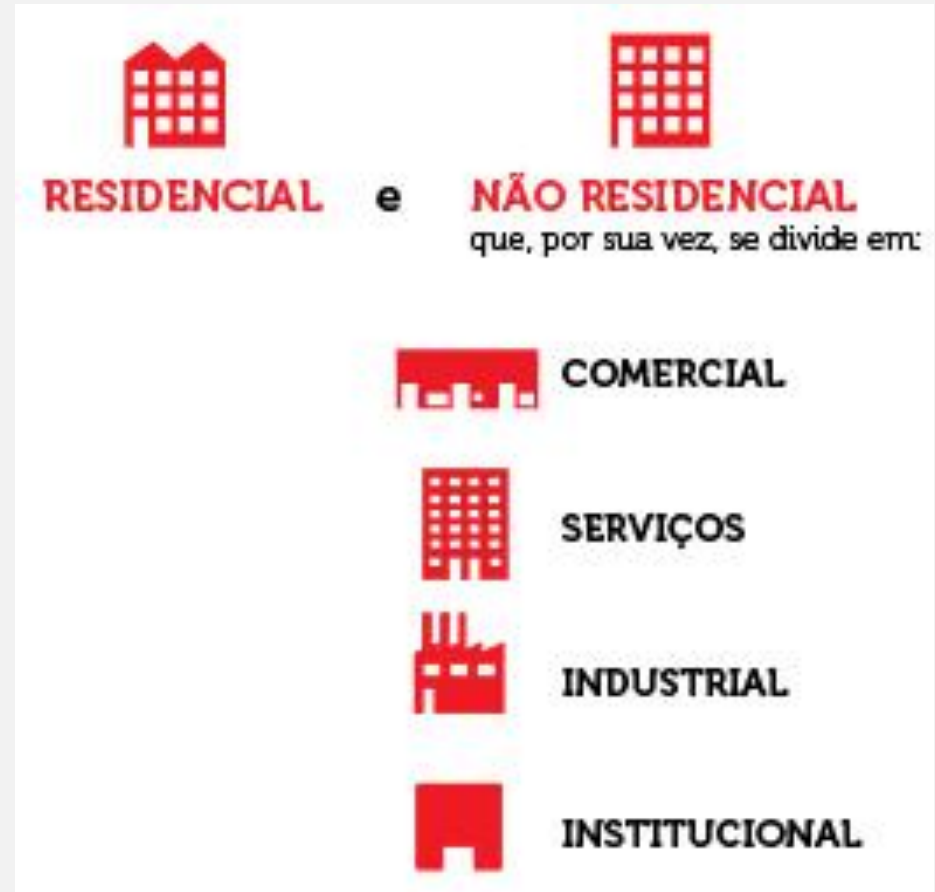 RESIDENCIAL e NÃO RESIDENCIAL
que, por sua vez, se divide em:
COMERCIAL
SERVIÇOS
INDUSTRIAL
INSTITUCIONAL